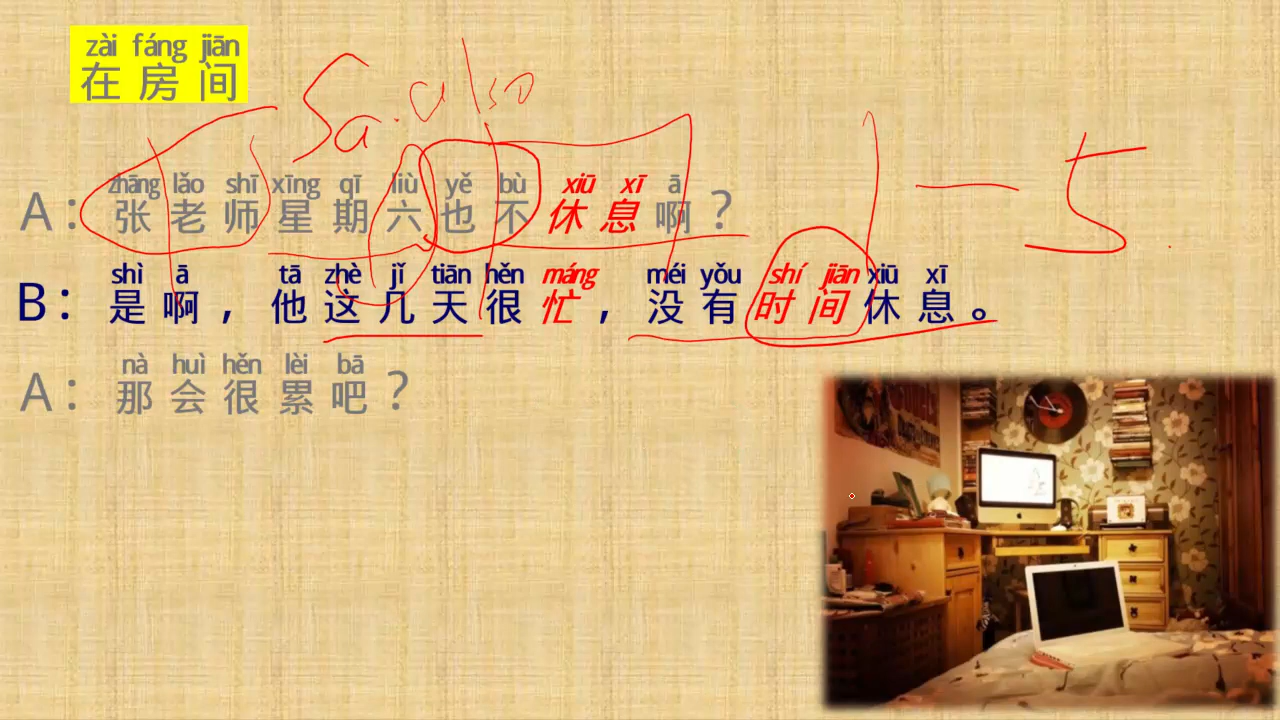 zài fáng jiān
在房间
Sa. also
1 — 5
zhāng lǎo shī xīng qī liù yě bù xiū xī ā
A：张老师星期六也不休息啊？
shì ā tā zhè jǐ tiān hěn máng méi yǒu shí jiān xiū xī
B：是啊，他这几天很忙，没有时间休息。
nà huì hěn lèi bā
A：那会很累吧？